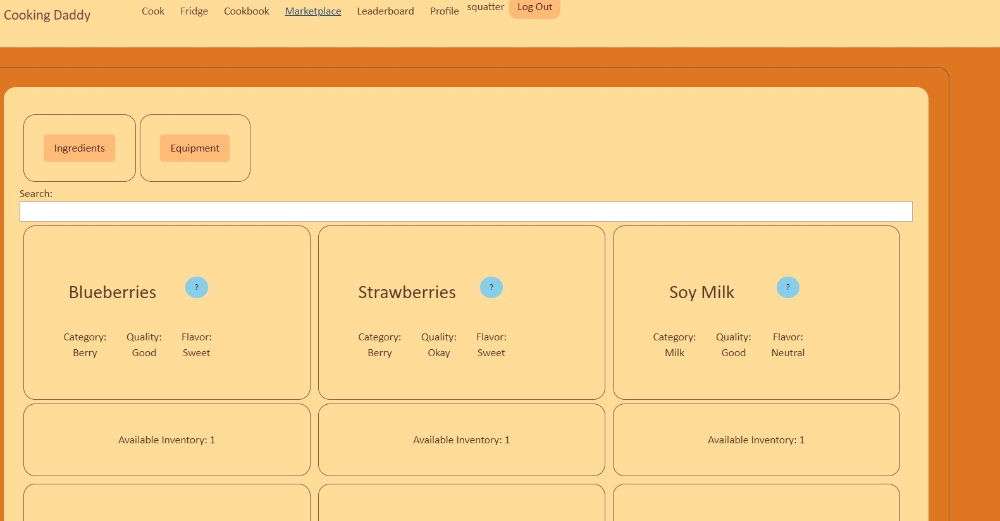 Cooking Daddy
Cook Fridge Cookbook Marketplace Leaderboard Profile squatter Log Out
Ingredients Equipment
Search:
Blueberries ? Strawberries ? Soy Milk ?
Category: Quality: Flavor: Category: Quality: Flavor: Category: Quality: Flavor:
Berry Good Sweet Berry Okay Sweet Milk Good Neutral
Available Inventory: 1 Available Inventory: 1 Available Inventory: 1